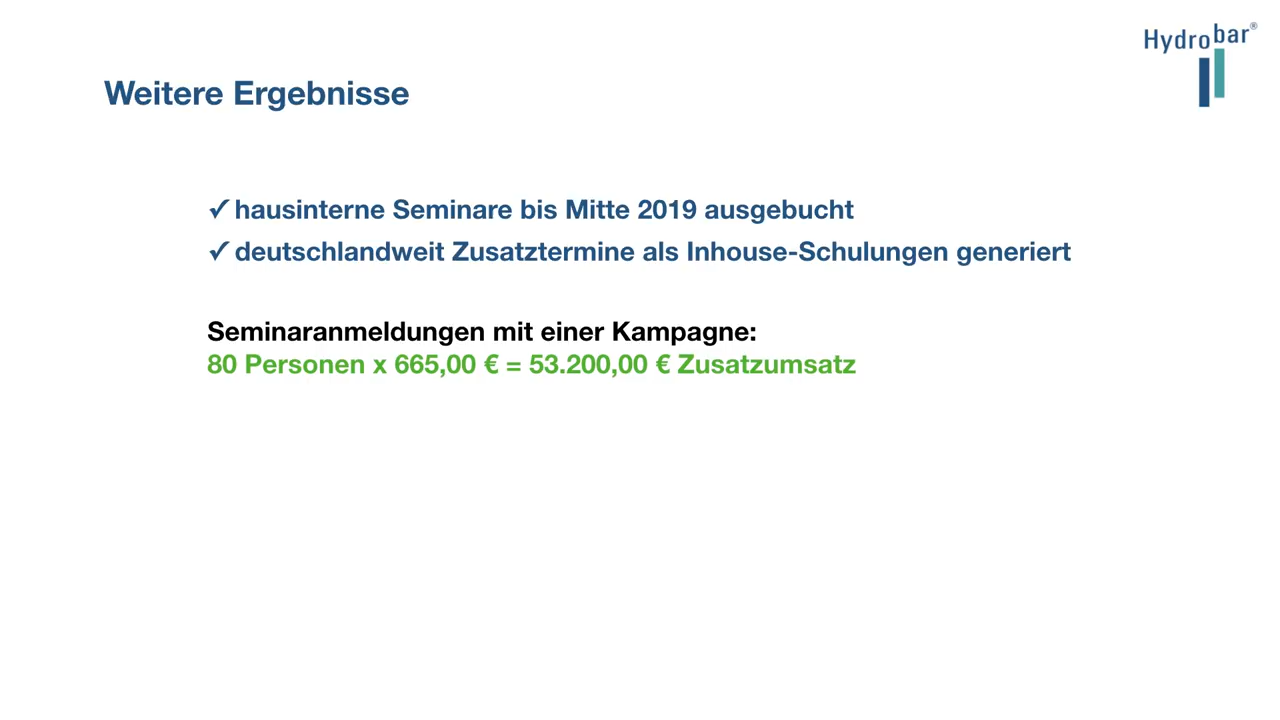 Hydrobar®
Weitere Ergebnisse
✓ hausinterne Seminare bis Mitte 2019 ausgebucht
✓ deutschlandweit Zusatztermine als Inhouse-Schulungen generiert
Seminaranmeldungen mit einer Kampagne:
80 Personen x 665,00 € = 53.200,00 € Zusatzumsatz